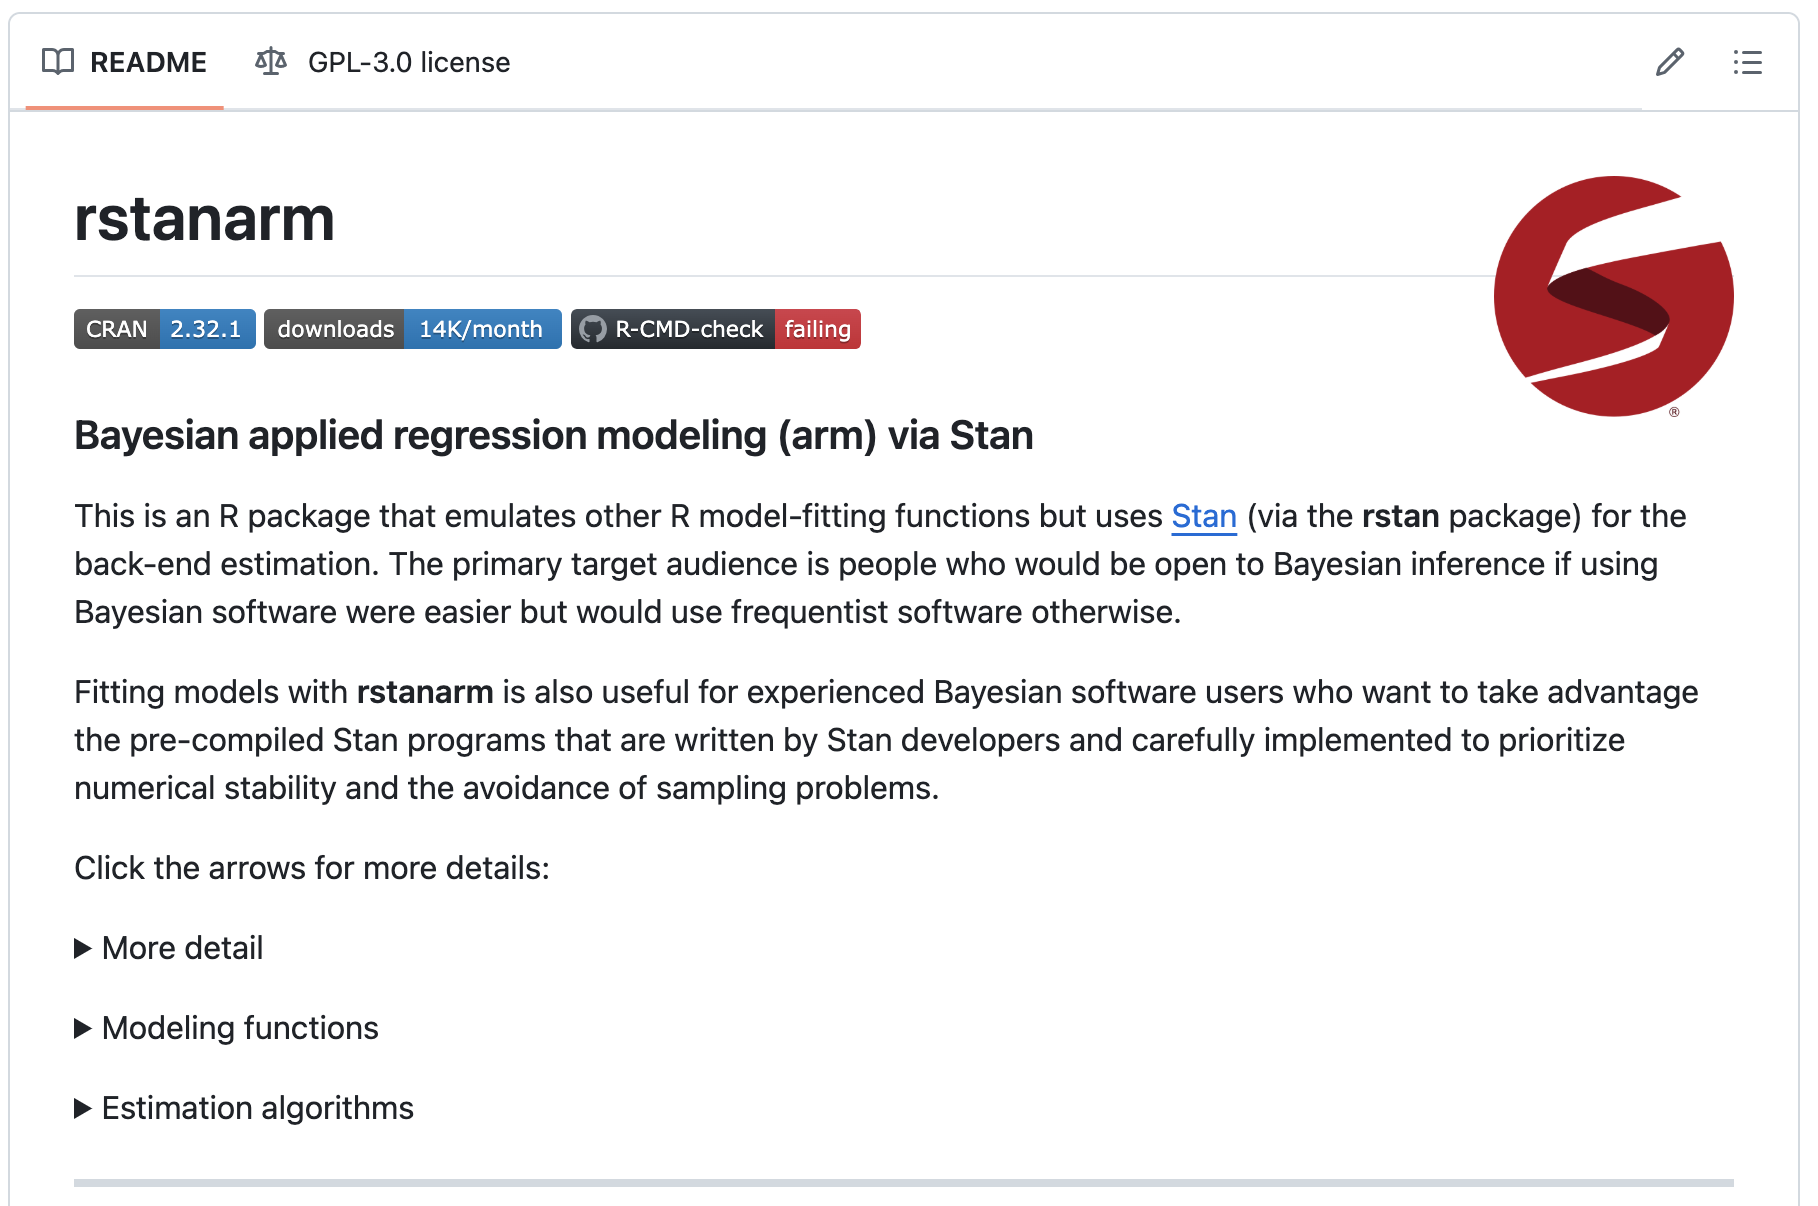 README
GPL-3.0 license
rstanarm
CRAN 2.32.1 downloads 14K/month R-CMD-check failing
®
Bayesian applied regression modeling (arm) via Stan
This is an R package that emulates other R model-fitting functions but uses Stan (via the rstan package) for the
back-end estimation. The primary target audience is people who would be open to Bayesian inference if using
Bayesian software were easier but would use frequentist software otherwise.
Fitting models with rstanarm is also useful for experienced Bayesian software users who want to take advantage
the pre-compiled Stan programs that are written by Stan developers and carefully implemented to prioritize
numerical stability and the avoidance of sampling problems.
Click the arrows for more details:
More detail
Modeling functions
Estimation algorithms